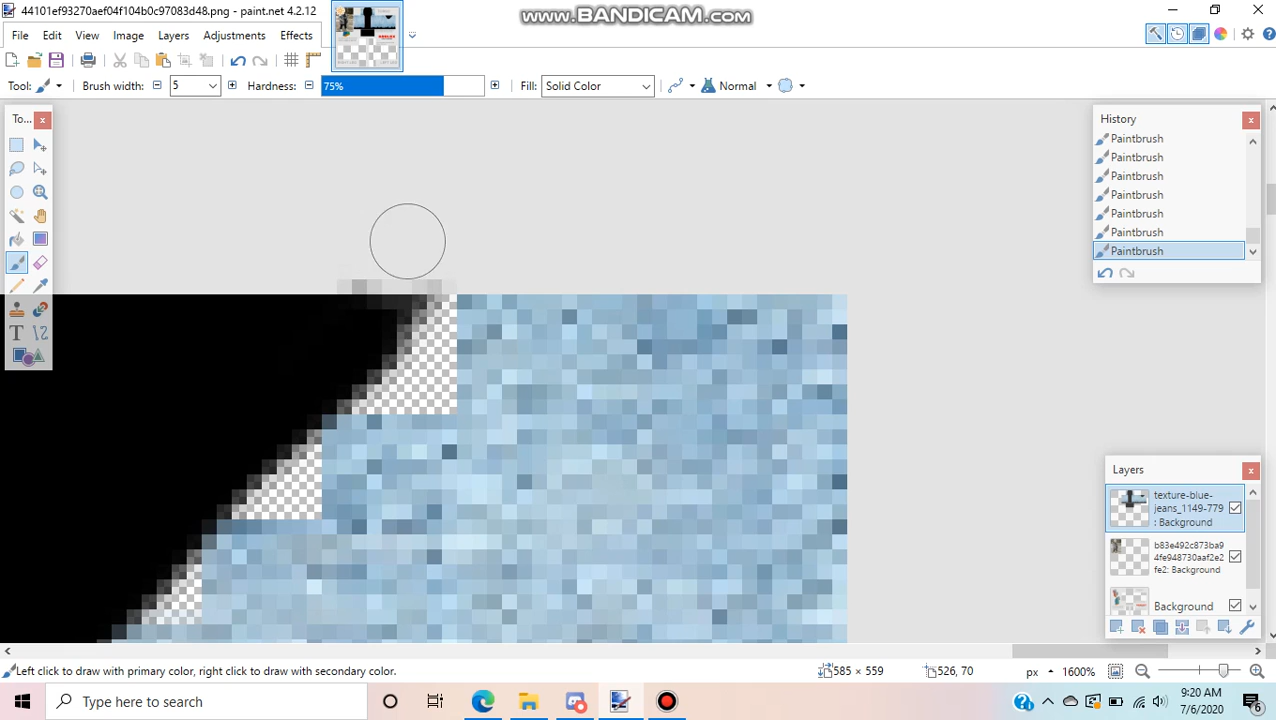 44101ef93270aef04f104b0c97083d48.png - paint.net 4.2.12
www.BANDICAM.com
File Edit View Image Layers Adjustments Effects
Tool: Brush width: 5 Hardness: 75% Fill: Solid Color Normal
To...
History
Paintbrush
Paintbrush
Paintbrush
Paintbrush
Paintbrush
Paintbrush
Paintbrush
Layers
texture-blue-
jeans_1149-779
: Background
b83e492c873ba9
4fe948730aaf2e2
fe2: Background
Background
Left click to draw with primary color, right click to draw with secondary color.
585 × 559
526, 70
px
1600%
Type here to search
9:20 AM
7/6/2020
6